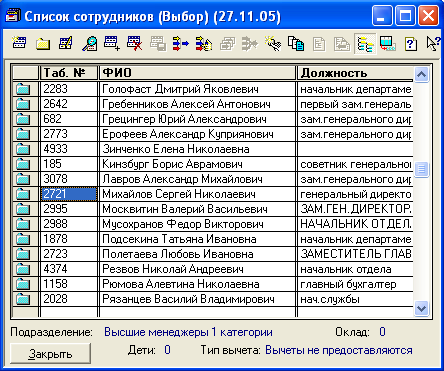 Список сотрудников (Выбор) (27.11.05)
Таб. № ФИО Должность
2283 Голофаст Дмитрий Яковлевич начальник департаме
2642 Гребенников Алексей Антонович первый зам.генераль
682 Грецингер Юрий Александрович зам.генерального дир
2773 Ерофеев Александр Куприянович зам.генерального дир
4933 Зинченко Елена Николаевна
185 Кинзбург Борис Аврамович советник генерально
3078 Лавров Александр Михайлович зам.генерального дир
2721 Михайлов Сергей Николаевич генеральный директо
2995 Москвитин Валерий Васильевич ЗАМ.ГЕН.ДИРЕКТОР.
2988 Мусохранов Федор Викторович НАЧАЛЬНИК ОТДЕЛ.
1878 Подсекина Татьяна Ивановна начальник департаме
2723 Полетаева Любовь Ивановна ЗАМЕСТИТЕЛЬ ГЛАВ
4374 Резвов Николай Андреевич начальник отдела
1158 Рюмова Алевтина Николаевна главный бухгалтер
2028 Рязанцев Василий Владимирович нач.службы
Подразделение: Высшие менеджеры 1 категории Оклад: 0
Закрыть Дети: 0 Тип вычета: Вычеты не предоставляются